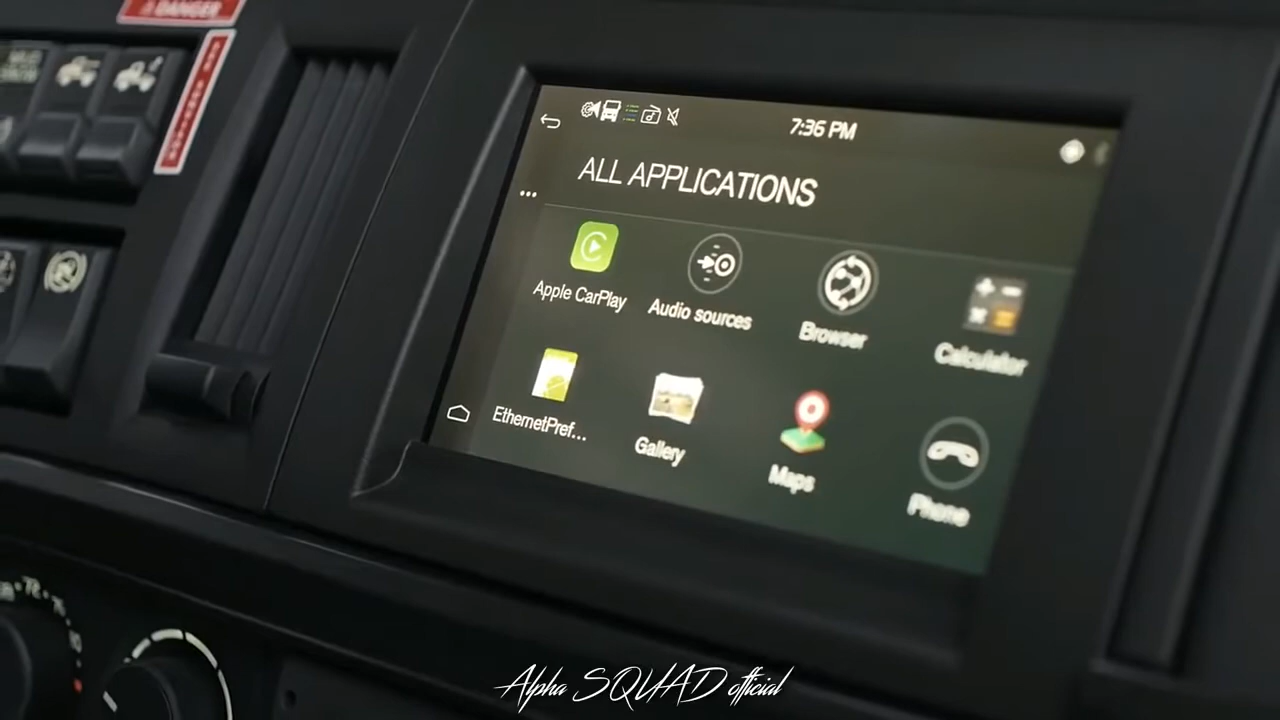 DANGER
7:36 PM
ALL APPLICATIONS
Apple CarPlay
Audio sources
Browser
Calculator
EthernetPref...
Gallery
Maps
Phone
72
Alpha SQUAD official